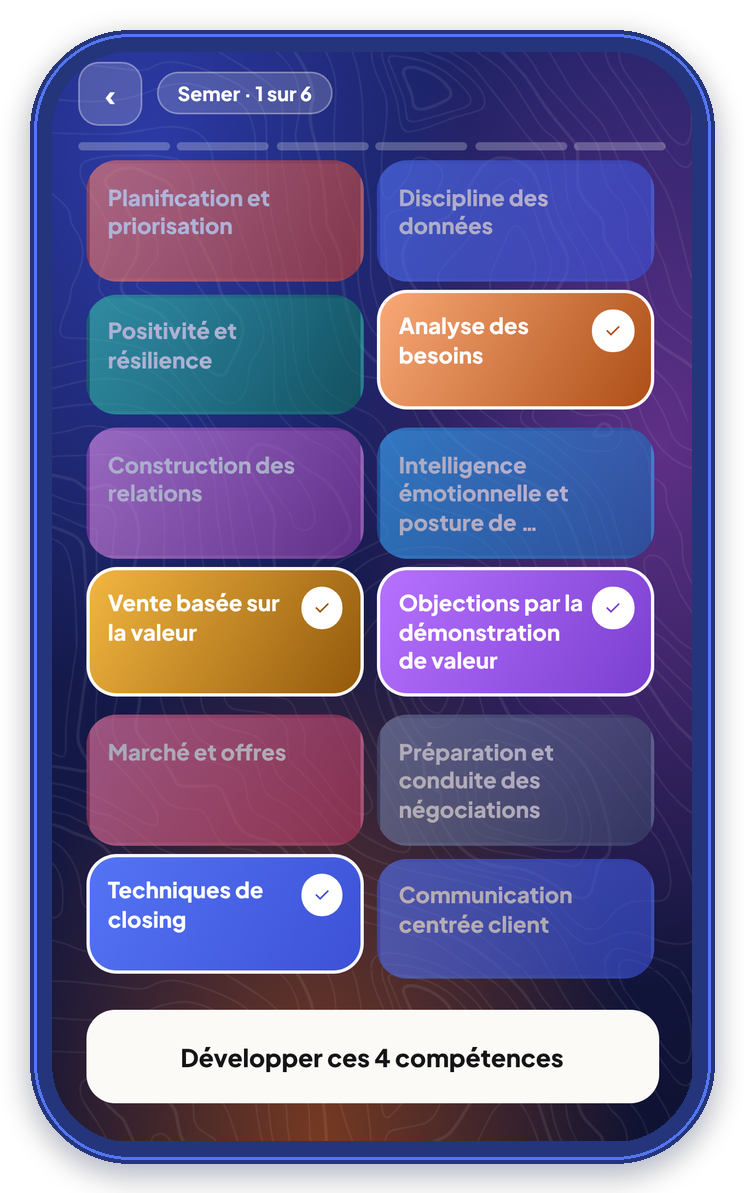 ‹
Semer · 1 sur 6
Planification et
priorisation
Discipline des
données
Positivité et
résilience
Analyse des
besoins
Construction des
relations
Intelligence
émotionnelle et
posture de ...
Vente basée sur
la valeur
Objections par la
démonstration
de valeur
Marché et offres
Préparation et
conduite des
négociations
Techniques de
closing
Communication
centrée client
Développer ces 4 compétences